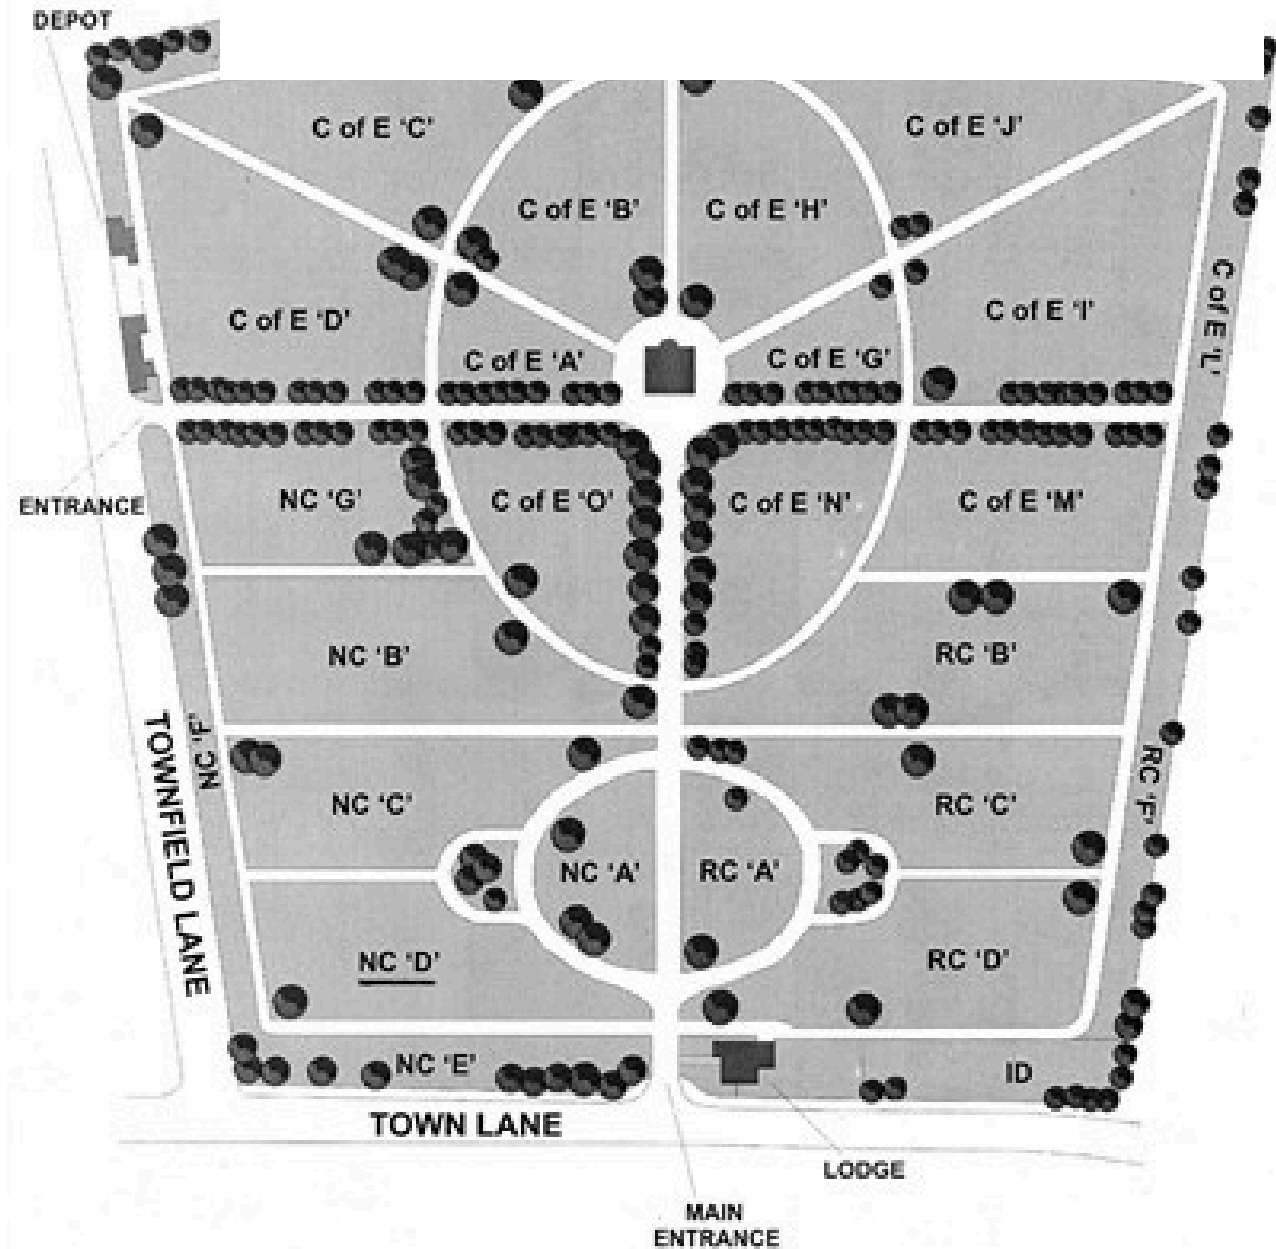 DEPOT
C of E ‘C’
C of E ‘J’
C of E ‘B’
C of E ‘H’
C of E ‘D’
C of E ‘I’
C of E ‘L’
C of E ‘A’
C of E ‘G’
ENTRANCE
NC ‘G’
C of E ‘O’
C of E ‘N’
C of E ‘M’
NC ‘B’
RC ‘B’
TOWNFIELD LANE
NC ‘F’
NC ‘C’
RC ‘C’
RC ‘F’
NC ‘A’
RC ‘A’
NC ‘D’
RC ‘D’
NC ‘E’
ID
TOWN LANE
LODGE
MAIN
ENTRANCE